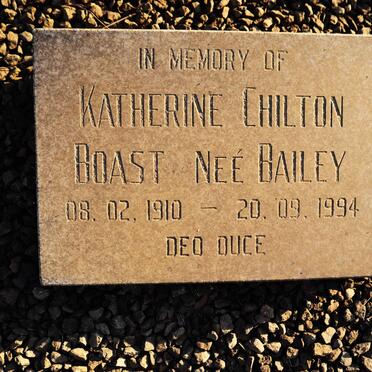 IN MEMORY OF
KATHERINE CHILTON
BOAST NEÉ BAILEY
08. 02. 1910 — 20. 09. 1994
DEO DUCE